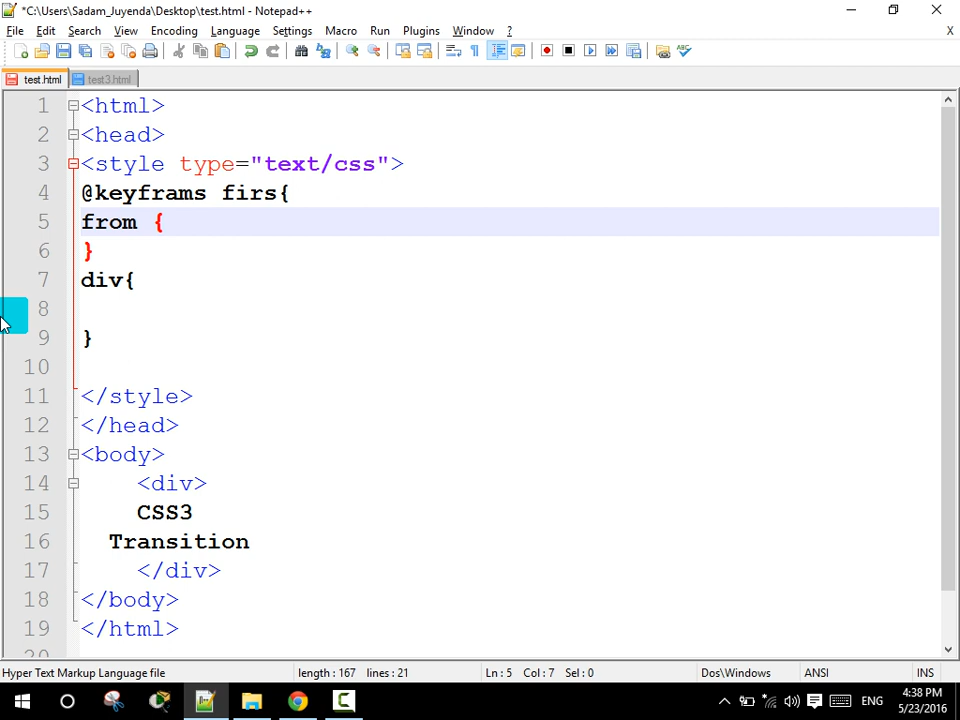 *C:\Users\Sadam_Juyenda\Desktop\test.html - Notepad++
File Edit Search View Encoding Language Settings Macro Run Plugins Window ? X
test.html test3.html
1 <html>
2 <head>
3 <style type="text/css">
4 @keyframs firs{
5 from {
6 }
7 div{
8
9 }
10
11 </style>
12 </head>
13 <body>
14 <div>
15 CSS3
16 Transition
17 </div>
18 </body>
19 </html>
20
Hyper Text Markup Language file length : 167 lines : 21 Ln : 5 Col : 7 Sel : 0 Dos\Windows ANSI INS
ENG 4:38 PM
5/23/2016